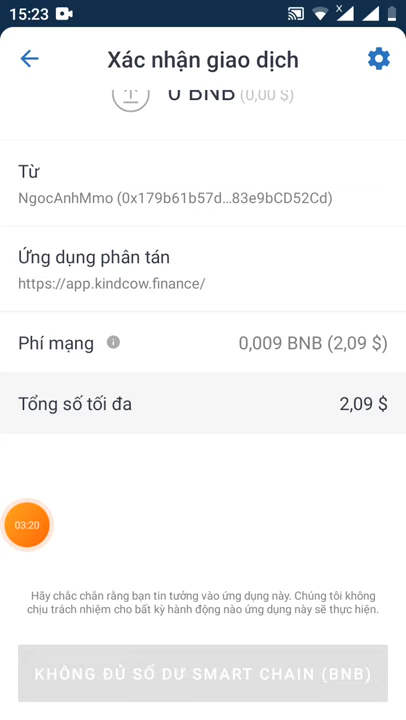 15:23
Xác nhận giao dịch
0 BNB (0,00 $)
Từ
NgocAnhMmo (0x179b61b57d...83e9bCD52Cd)
Ứng dụng phân tán
https://app.kindcow.finance/
Phí mạng 0,009 BNB (2,09 $)
Tổng số tối đa 2,09 $
03:20
Hãy chắc chắn rằng bạn tin tưởng vào ứng dụng này. Chúng tôi không
chịu trách nhiệm cho bất kỳ hành động nào ứng dụng này sẽ thực hiện.
KHÔNG ĐỦ SỐ DƯ SMART CHAIN (BNB)